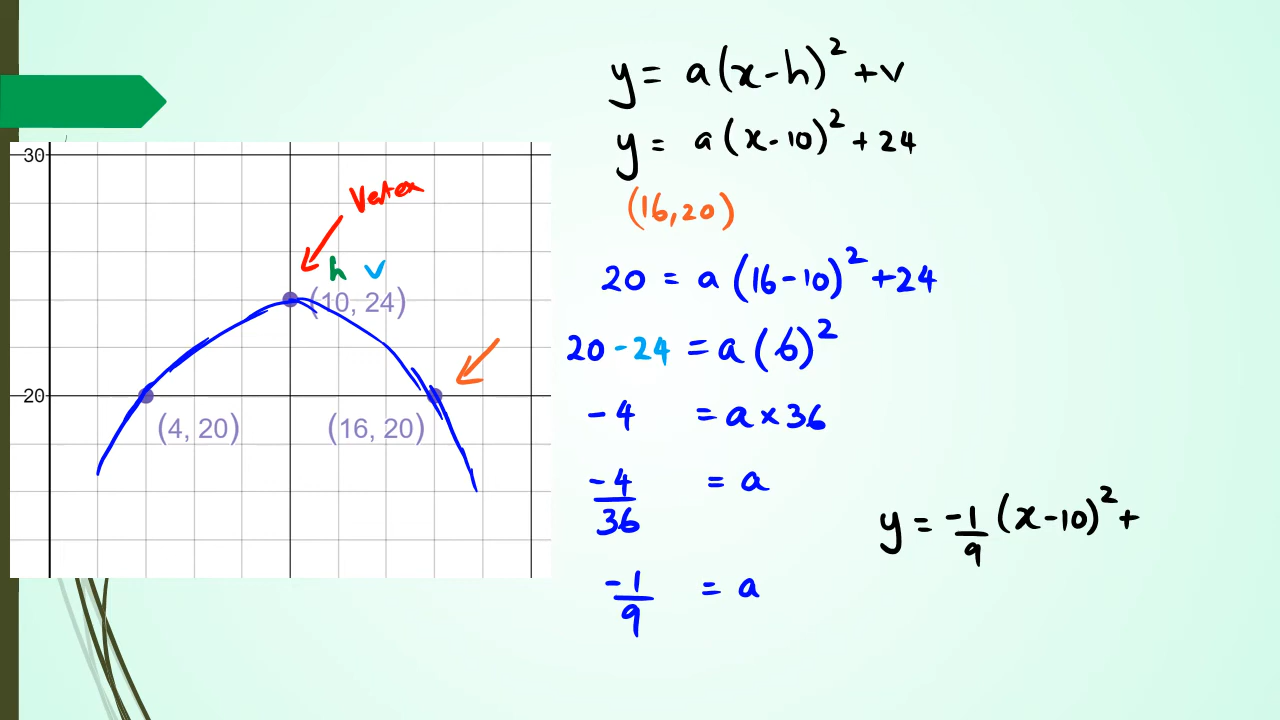 30
Vertex
h v
(10, 24)
20
(4, 20) (16, 20)
y = a(x-h)² + v
y = a(x-10)² + 24
(16,20)
20 = a(16-10)² + 24
20 - 24 = a(6)²
-4 = a × 36
-4/36 = a
-1/9 = a
y = -1/9 (x-10)² +